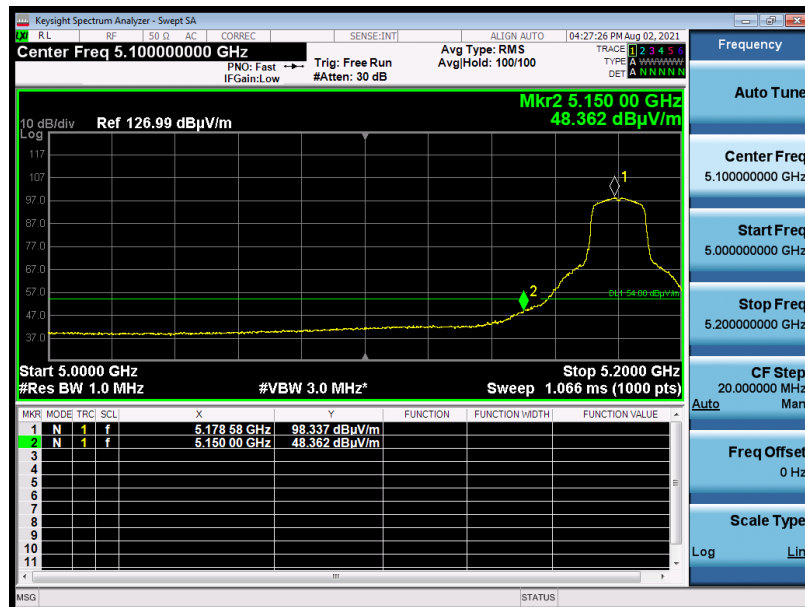 Keysight Spectrum Analyzer - Swept SA
LXI RL RF 50 Ω AC CORREC SENSE:INT ALIGN AUTO 04:27:26 PM Aug 02, 2021
Center Freq 5.100000000 GHz
PNO: Fast
IFGain:Low
Trig: Free Run
#Atten: 30 dB
Avg Type: RMS
Avg|Hold: 100/100
TRACE 1 2 3 4 5 6
TYPE A WWWWW
DET A N N N N N
Mkr2 5.150 00 GHz
48.362 dBµV/m
10 dB/div Ref 126.99 dBµV/m
Log
117
107
97.0
87.0
77.0
67.0
57.0
47.0
37.0
1
2
DL1 54.00 dBµV/m
Start 5.0000 GHz Stop 5.2000 GHz
#Res BW 1.0 MHz #VBW 3.0 MHz* Sweep 1.066 ms (1000 pts)
MKR MODE TRC SCL X Y FUNCTION FUNCTION WIDTH FUNCTION VALUE
1 N 1 f 5.178 58 GHz 98.337 dBµV/m
2 N 1 f 5.150 00 GHz 48.362 dBµV/m
3
4
5
6
7
8
9
10
11
MSG STATUS
Frequency
Auto Tune
Center Freq
5.100000000 GHz
Start Freq
5.000000000 GHz
Stop Freq
5.200000000 GHz
CF Step
20.000000 MHz
Auto Man
Freq Offset
0 Hz
Scale Type
Log Lin